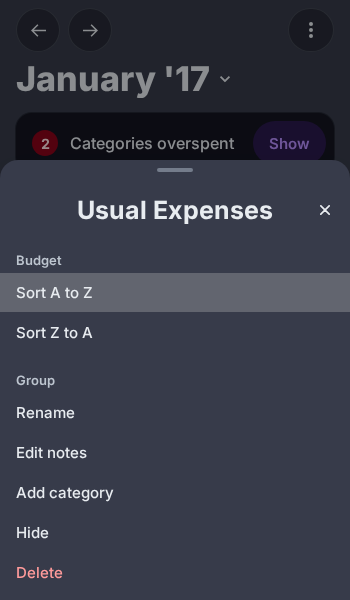 January '17
2 Categories overspent Show
Usual Expenses
Budget
Sort A to Z
Sort Z to A
Group
Rename
Edit notes
Add category
Hide
Delete